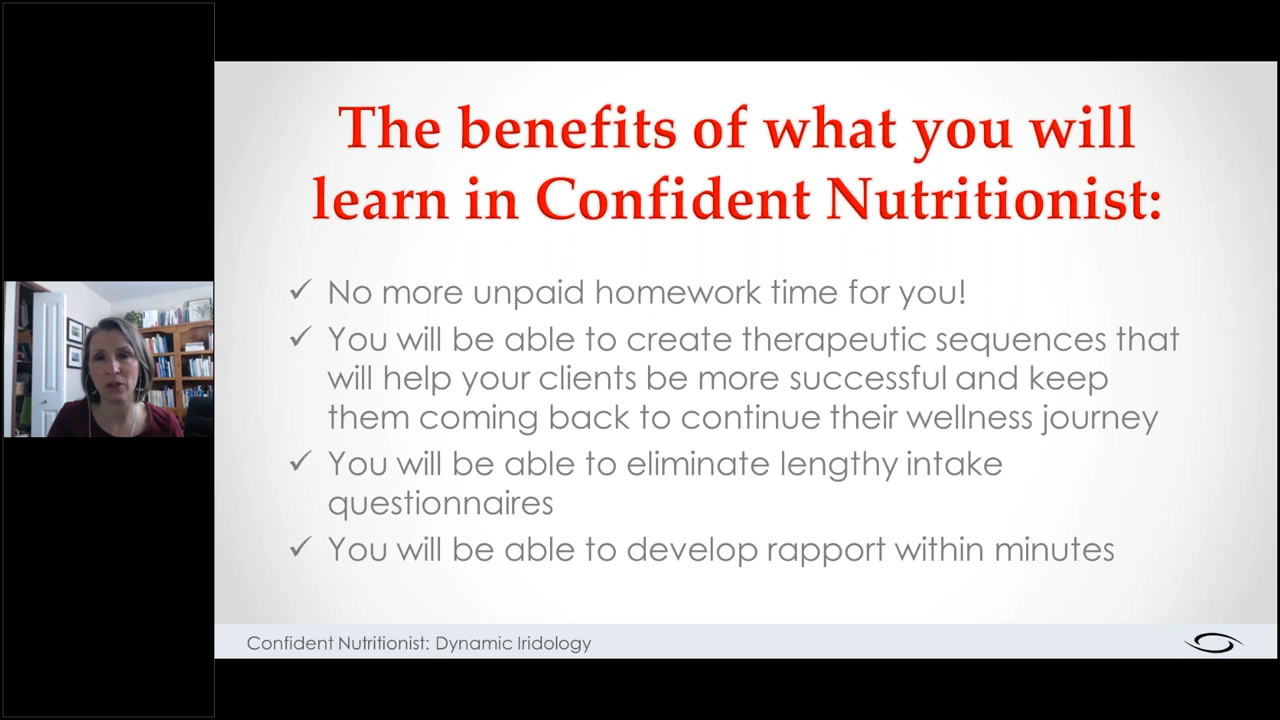 The benefits of what you will
learn in Confident Nutritionist:
✓ No more unpaid homework time for you!
✓ You will be able to create therapeutic sequences that
will help your clients be more successful and keep
them coming back to continue their wellness journey
✓ You will be able to eliminate lengthy intake
questionnaires
✓ You will be able to develop rapport within minutes
Confident Nutritionist: Dynamic Iridology